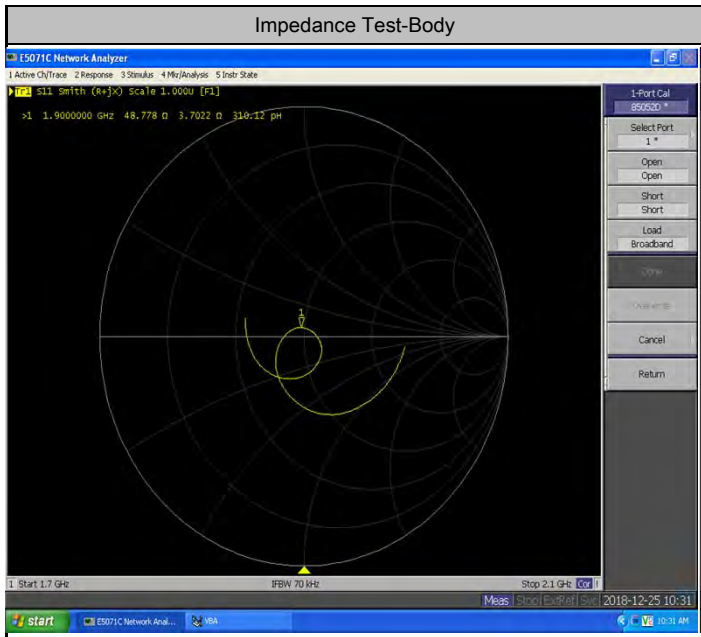 Impedance Test-Body
E5071C Network Analyzer
1 Active Ch/Trace 2 Response 3 Stimulus 4 Mkr/Analysis 5 Instr State
Tr1 S11 Smith (R+jX) Scale 1.000U [F1]
>1 1.9000000 GHz 48.778 Ω 3.7022 Ω 310.12 pH
1
1-Port Cal
85052D *
Select Port
1 *
Open
Open
Short
Short
Load
Broadband
Done
Cancel
Return
1 Start 1.7 GHz
IFBW 70 kHz
Stop 2.1 GHz Cor !
Meas Stop ExtRef Svc 2018-12-25 10:31
start E5071C Network Anal... VBA 10:31 AM